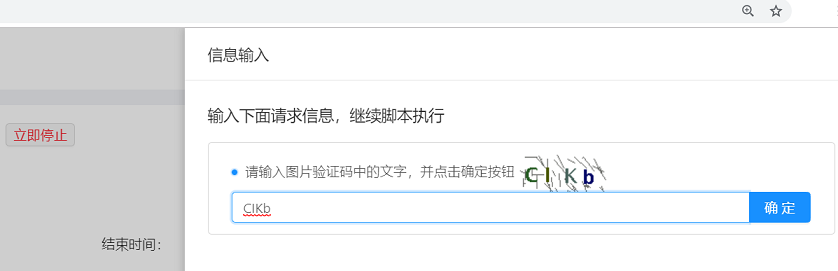 信息输入
输入下面请求信息，继续脚本执行
立即停止
请输入图片验证码中的文字，并点击确定按钮
确 定
结束时间：